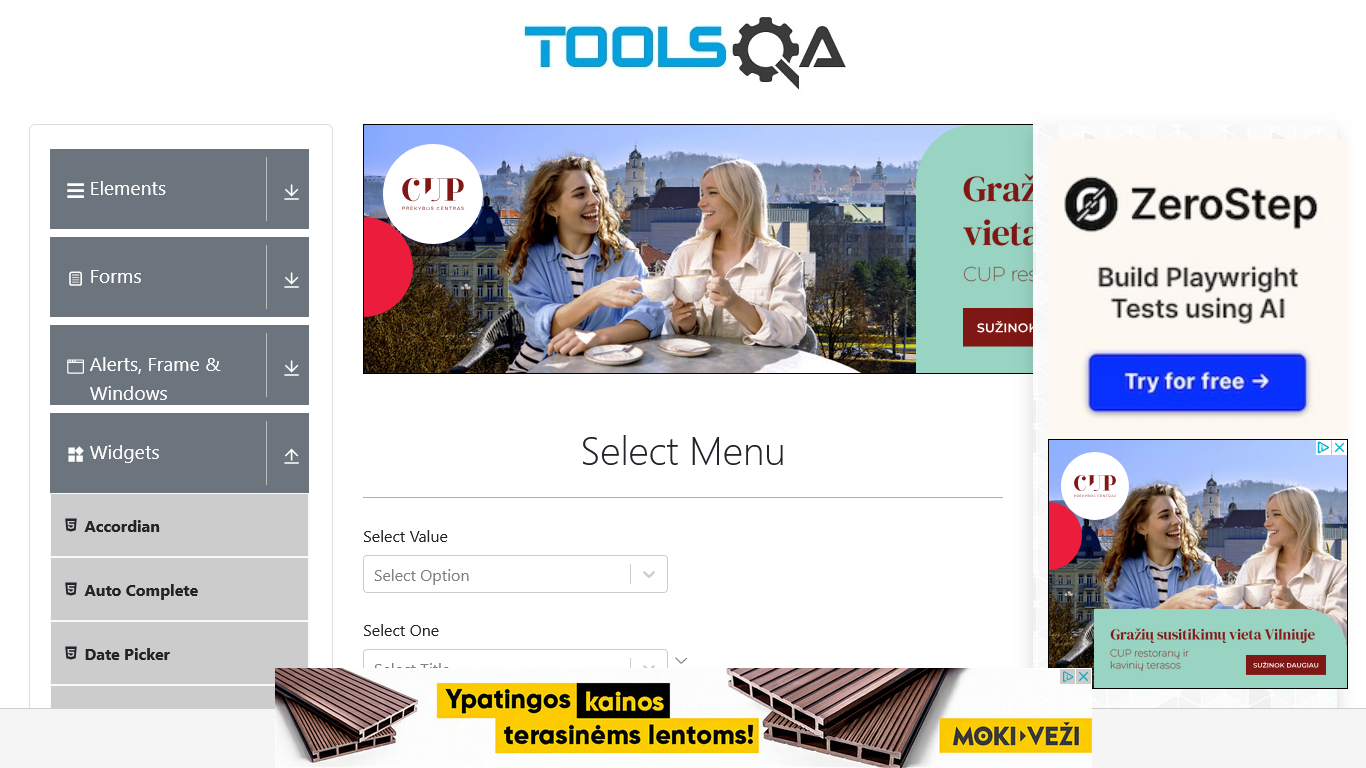 TOOLSQA
Elements
Forms
Alerts, Frame &
Windows
Widgets
Accordian
Auto Complete
Date Picker
CUP
PREKYBOS CENTRAS
Graž
vieta
CUP res
SUŽINOK
Select Menu
Select Value
Select Option
Select One
Select Title
ZeroStep
Build Playwright
Tests using AI
Try for free →
CUP
PREKYBOS CENTRAS
Gražių susitikimų vieta Vilniuje
CUP restoranų ir
kavinių terasos
SUŽINOK DAUGIAU
Ypatingos kainos
terasinėms lentoms!
MOKI VEŽI